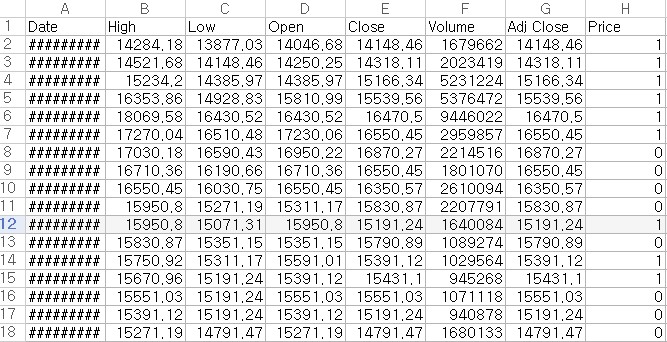 A B C D E F G H
1 Date High Low Open Close Volume Adj Close Price
2 ######### 14284.18 13877.03 14046.68 14148.46 1679662 14148.46 1
3 ######### 14521.68 14148.46 14250.25 14318.11 2023419 14318.11 1
4 ######### 15234.2 14385.97 14385.97 15166.34 5231224 15166.34 1
5 ######### 16353.86 14928.83 15810.99 15539.56 5376472 15539.56 1
6 ######### 18069.58 16430.52 16430.52 16470.5 9446022 16470.5 1
7 ######### 17270.04 16510.48 17230.06 16550.45 2959857 16550.45 1
8 ######### 17030.18 16590.43 16950.22 16870.27 2214516 16870.27 0
9 ######### 16710.36 16190.66 16710.36 16550.45 1801070 16550.45 0
10 ######### 16550.45 16030.75 16550.45 16350.57 2610094 16350.57 0
11 ######### 15950.8 15271.19 15311.17 15830.87 2207791 15830.87 0
12 ######### 15950.8 15071.31 15950.8 15191.24 1640084 15191.24 1
13 ######### 15830.87 15351.15 15351.15 15790.89 1089274 15790.89 0
14 ######### 15750.92 15311.17 15591.01 15391.12 1029564 15391.12 1
15 ######### 15670.96 15191.24 15391.12 15431.1 945268 15431.1 1
16 ######### 15551.03 15191.24 15551.03 15551.03 1071118 15551.03 0
17 ######### 15391.12 15191.24 15391.12 15191.24 940878 15191.24 0
18 ######### 15271.19 14791.47 15271.19 14791.47 1680133 14791.47 0